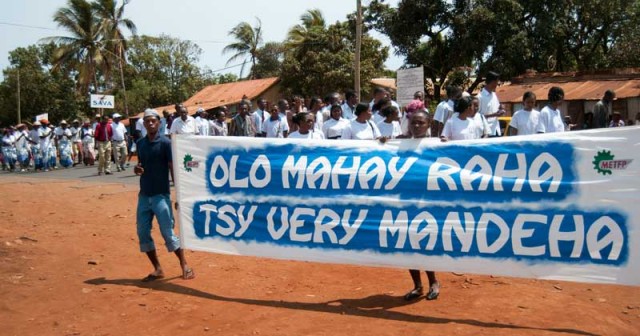 SAVA
OLO MAHAY RAHA
TSY VERY MANDEHA
METFP